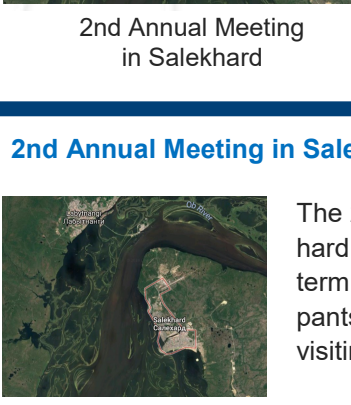 2nd Annual Meeting
in Salekhard
2nd Annual Meeting in Sale
Labytnangi
Лабытнанги
Ob River
Salekhard
Салехард
The
hard
term
pants
visitin